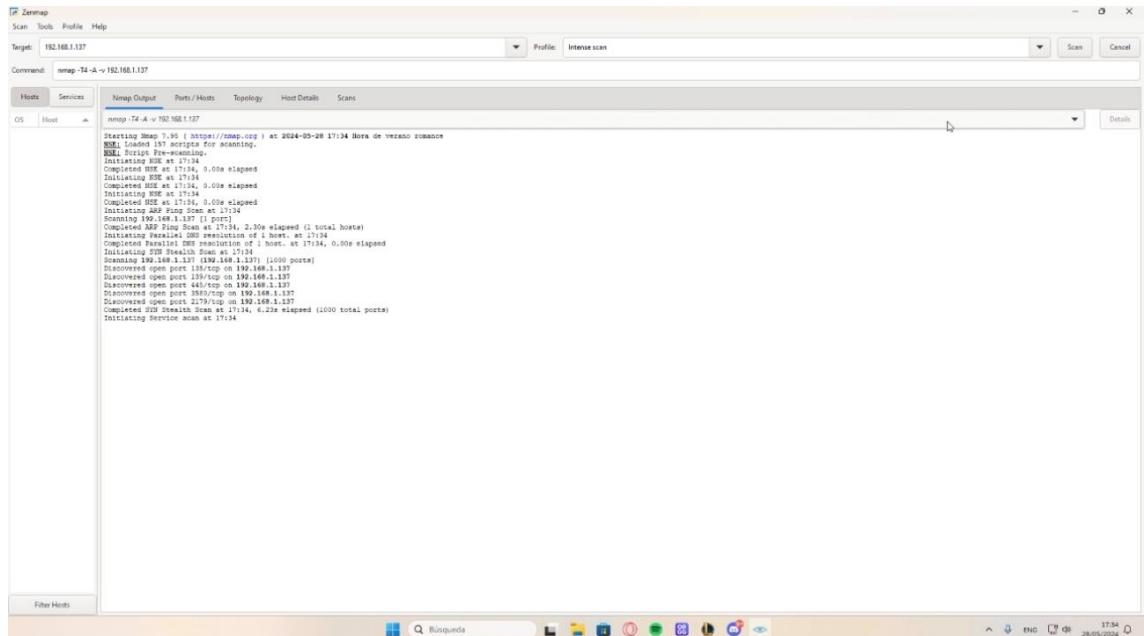 Zenmap
Scan Tools Profile Help
Target: 192.168.1.137 Profile: Intense scan Scan Cancel
Command: nmap -T4 -A -v 192.168.1.137
Hosts Services Nmap Output Ports / Hosts Topology Host Details Scans
OS Host nmap -T4 -A -v 192.168.1.137 Details
Starting Nmap 7.95 ( https://nmap.org ) at 2024-05-28 17:34 Hora de verano romance
NSE: Loaded 157 scripts for scanning.
NSE: Script Pre-scanning.
Initiating NSE at 17:34
Completed NSE at 17:34, 0.00s elapsed
Initiating NSE at 17:34
Completed NSE at 17:34, 0.00s elapsed
Initiating NSE at 17:34
Completed NSE at 17:34, 0.00s elapsed
Initiating ARP Ping Scan at 17:34
Scanning 192.168.1.137 [1 port]
Completed ARP Ping Scan at 17:34, 2.30s elapsed (1 total hosts)
Initiating Parallel DNS resolution of 1 host. at 17:34
Completed Parallel DNS resolution of 1 host. at 17:34, 0.00s elapsed
Initiating SYN Stealth Scan at 17:34
Scanning 192.168.1.137 (192.168.1.137) [1000 ports]
Discovered open port 135/tcp on 192.168.1.137
Discovered open port 139/tcp on 192.168.1.137
Discovered open port 445/tcp on 192.168.1.137
Discovered open port 3580/tcp on 192.168.1.137
Discovered open port 2179/tcp on 192.168.1.137
Completed SYN Stealth Scan at 17:34, 6.23s elapsed (1000 total ports)
Initiating Service scan at 17:34
Filter Hosts
Búsqueda ENG 17:34
28/05/2024